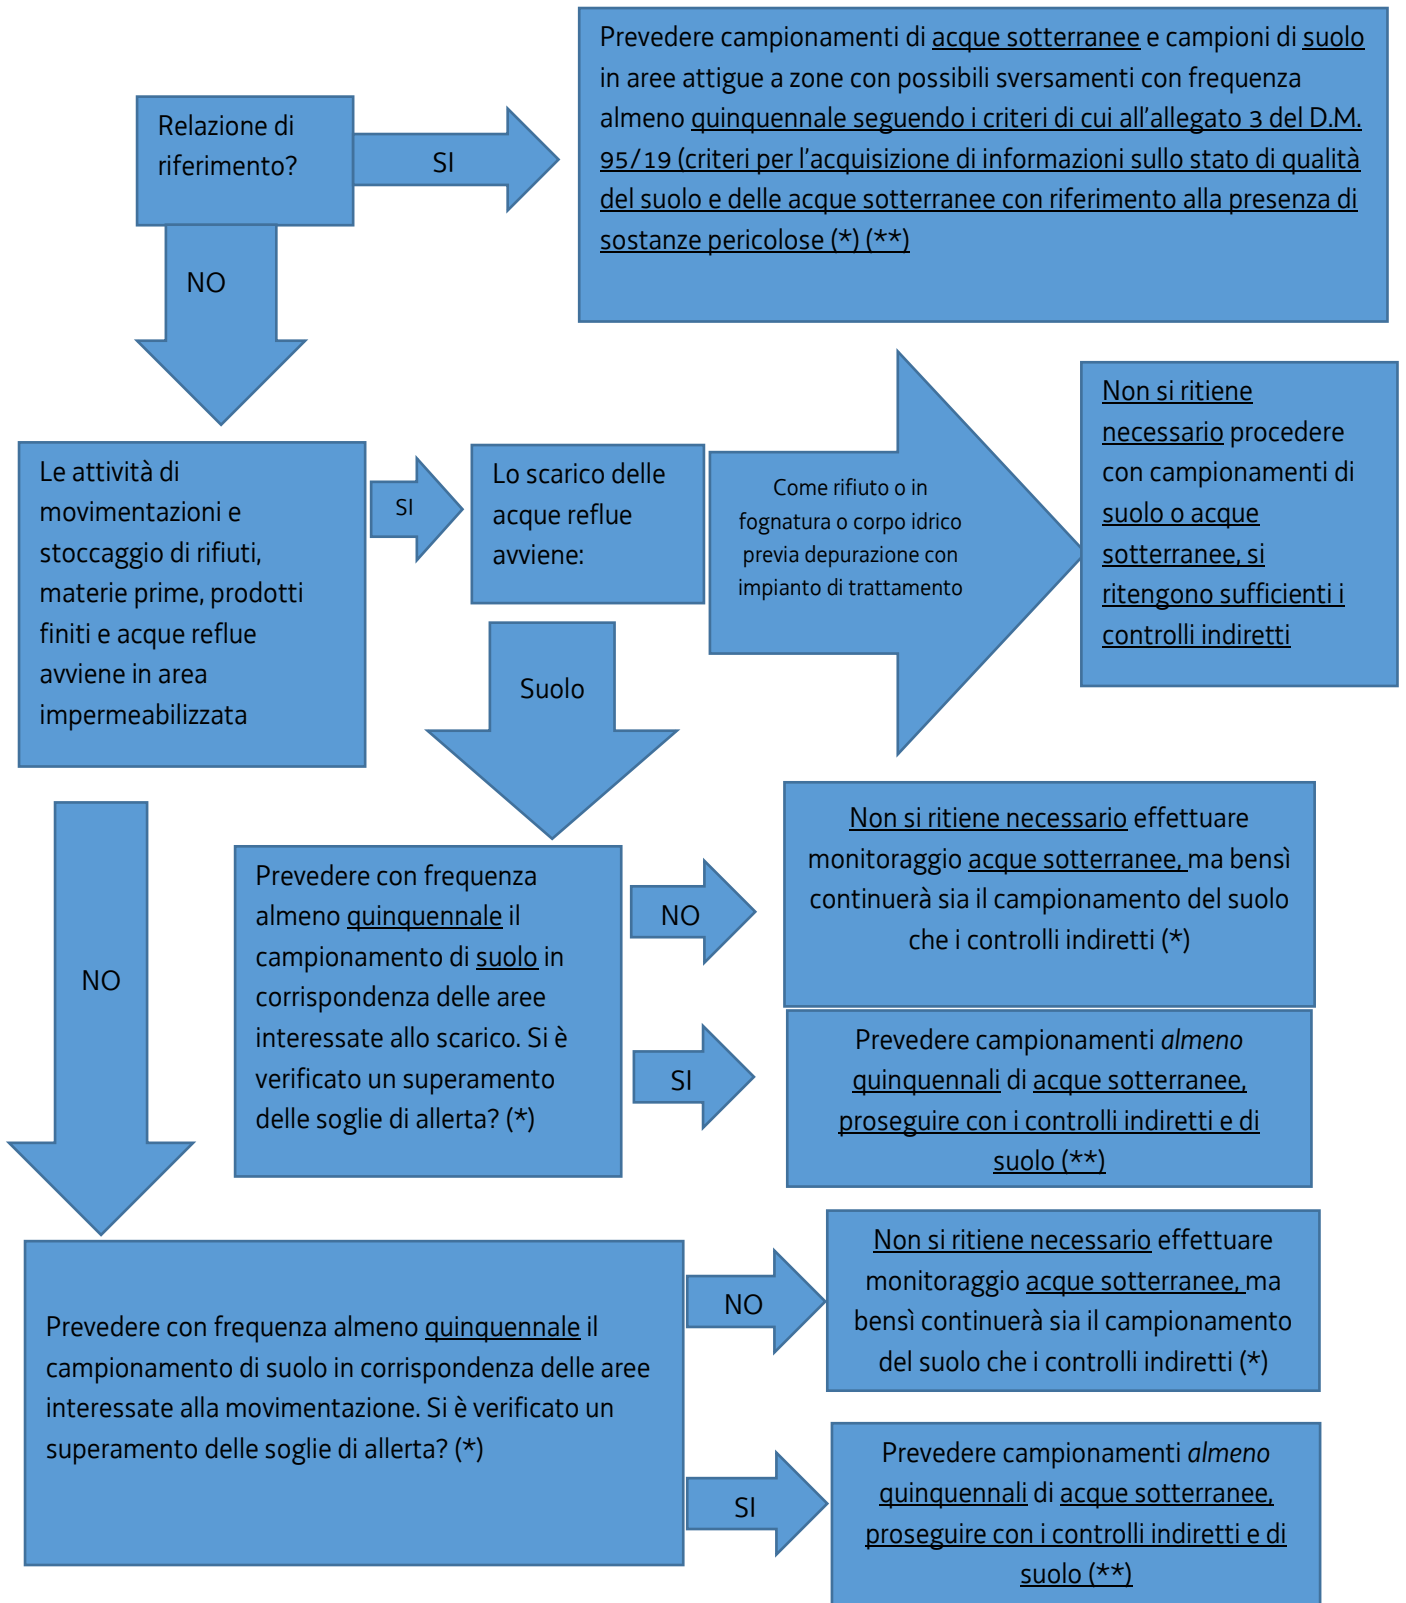 Relazione di
riferimento?
SI
Prevedere campionamenti di acque sotterranee e campioni di suolo
in aree attigue a zone con possibili sversamenti con frequenza
almeno quinquennale seguendo i criteri di cui all’allegato 3 del D.M.
95/19 (criteri per l’acquisizione di informazioni sullo stato di qualità
del suolo e delle acque sotterranee con riferimento alla presenza di
sostanze pericolose (*) (**)
NO
Le attività di
movimentazioni e
stoccaggio di rifiuti,
materie prime, prodotti
finiti e acque reflue
avviene in area
impermeabilizzata
SI
Lo scarico delle
acque reflue
avviene:
Come rifiuto o in
fognatura o corpo idrico
previa depurazione con
impianto di trattamento
Non si ritiene
necessario procedere
con campionamenti di
suolo o acque
sotterranee, si
ritengono sufficienti i
controlli indiretti
Suolo
NO
Prevedere con frequenza
almeno quinquennale il
campionamento di suolo in
corrispondenza delle aree
interessate allo scarico. Si è
verificato un superamento
delle soglie di allerta? (*)
NO
Non si ritiene necessario effettuare
monitoraggio acque sotterranee, ma bensì
continuerà sia il campionamento del suolo
che i controlli indiretti (*)
SI
Prevedere campionamenti almeno
quinquennali di acque sotterranee,
proseguire con i controlli indiretti e di
suolo (**)
Prevedere con frequenza almeno quinquennale il
campionamento di suolo in corrispondenza delle aree
interessate alla movimentazione. Si è verificato un
superamento delle soglie di allerta? (*)
NO
Non si ritiene necessario effettuare
monitoraggio acque sotterranee, ma
bensì continuerà sia il campionamento
del suolo che i controlli indiretti (*)
SI
Prevedere campionamenti almeno
quinquennali di acque sotterranee,
proseguire con i controlli indiretti e di
suolo (**)